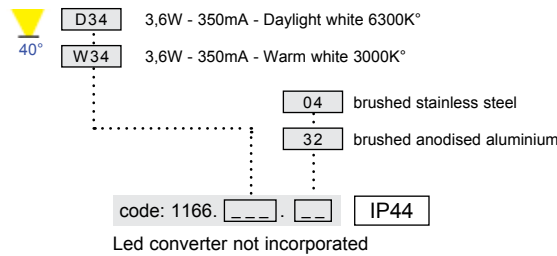 D34 3,6W - 350mA - Daylight white 6300K°
40°
W34 3,6W - 350mA - Warm white 3000K°
04 brushed stainless steel
32 brushed anodised aluminium
code: 1166. _ _ _ . _ _ IP44
Led converter not incorporated